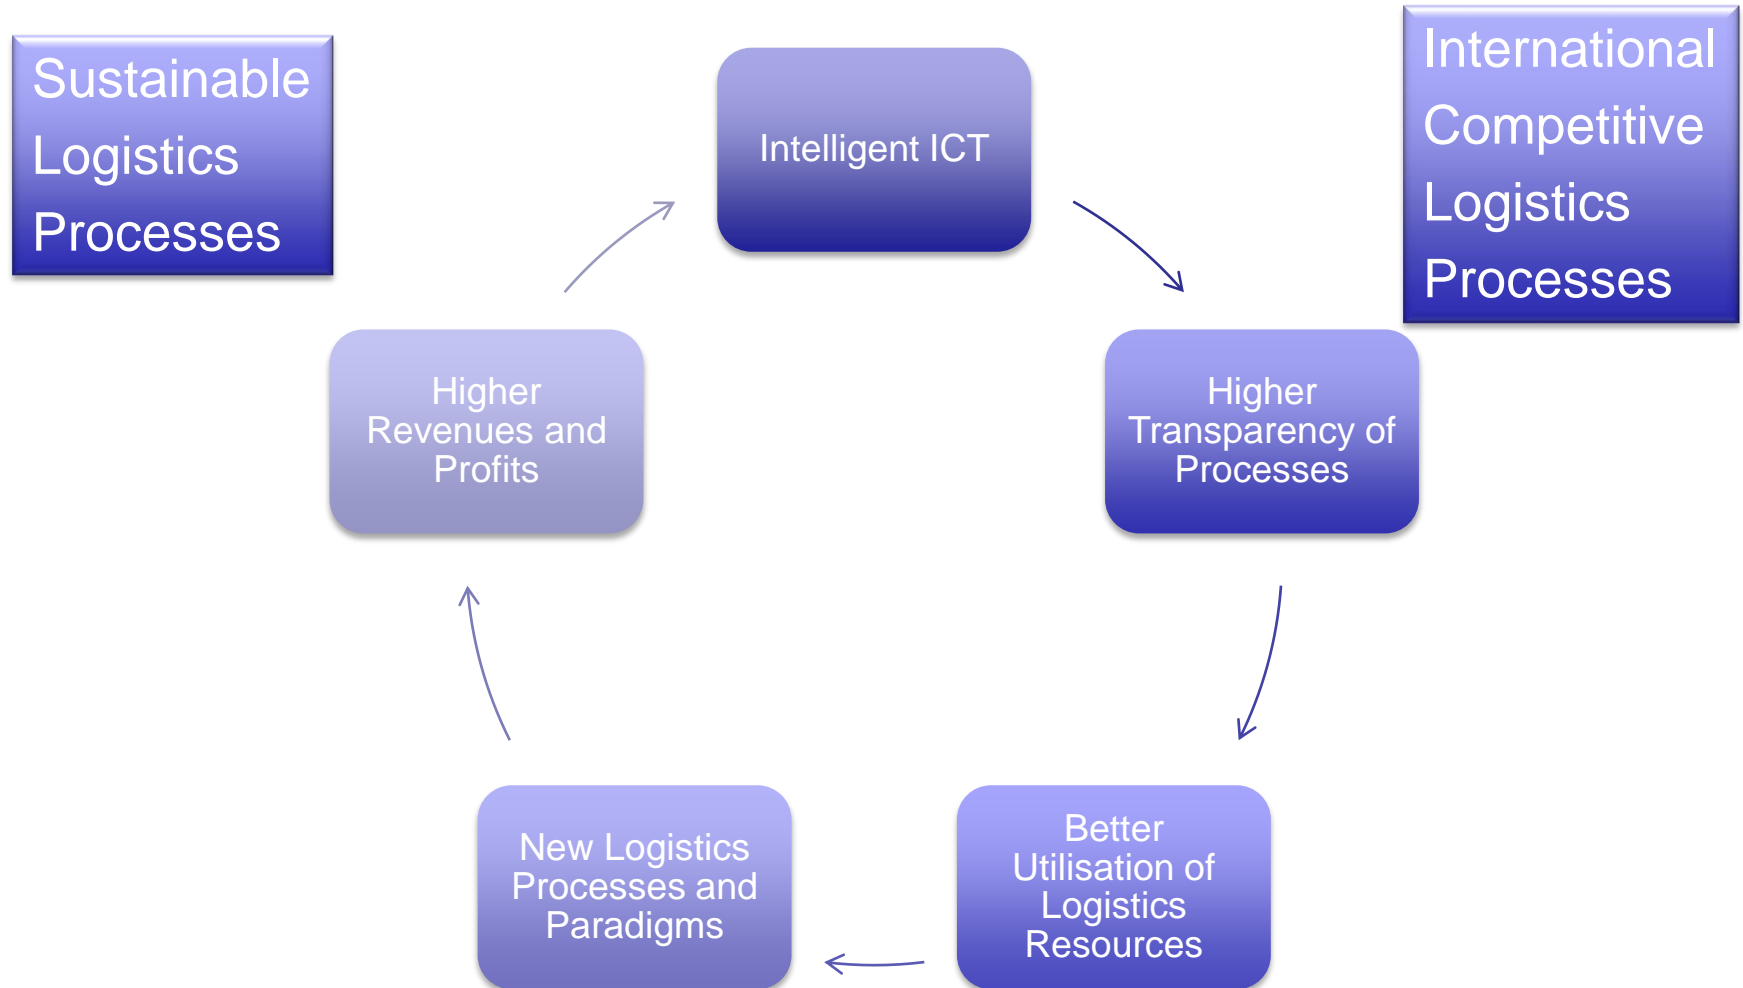 Sustainable
Logistics
Processes
International
Competitive
Logistics
Processes
Intelligent ICT
Higher
Transparency of
Processes
Better
Utilisation of
Logistics
Resources
New Logistics
Processes and
Paradigms
Higher
Revenues and
Profits